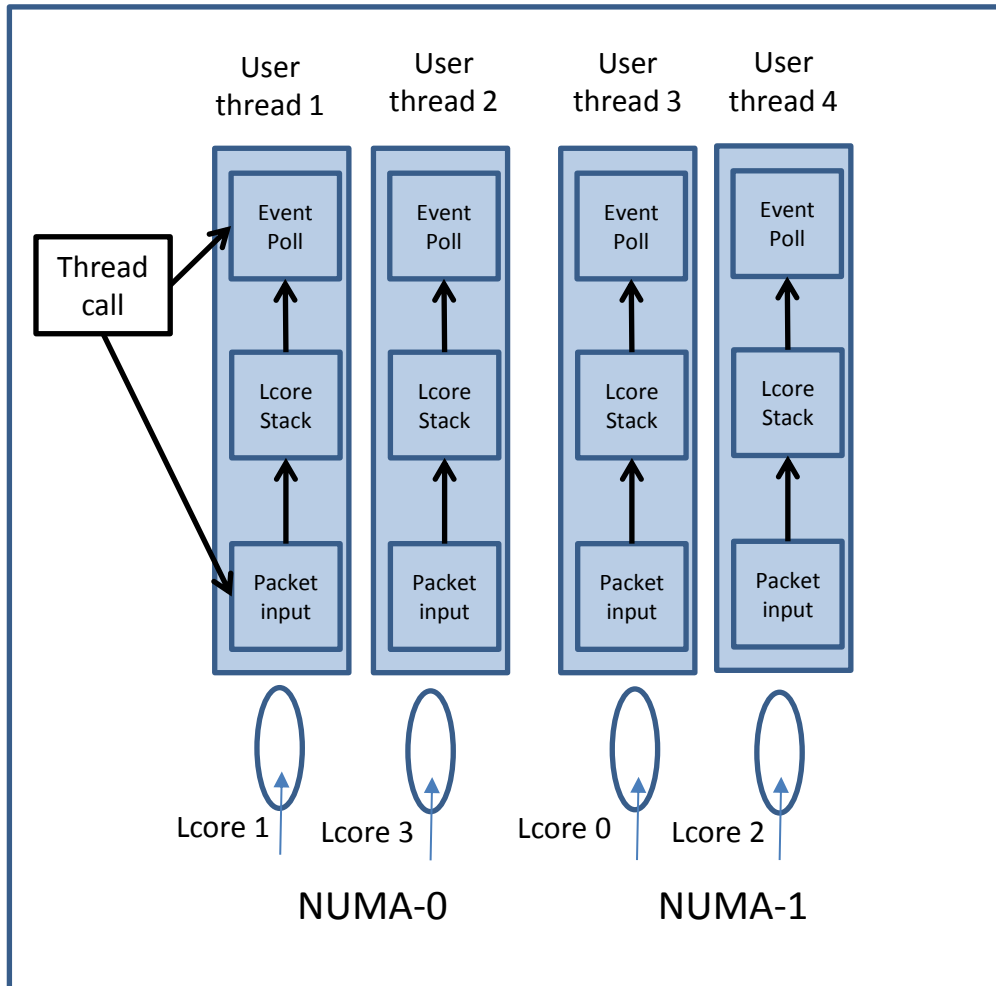 User
thread 1
User
thread 2
User
thread 3
User
thread 4
Event
Poll
Event
Poll
Event
Poll
Event
Poll
Thread
call
Lcore
Stack
Lcore
Stack
Lcore
Stack
Lcore
Stack
Packet
input
Packet
input
Packet
input
Packet
input
Lcore 1
Lcore 3
Lcore 0
Lcore 2
NUMA-0
NUMA-1